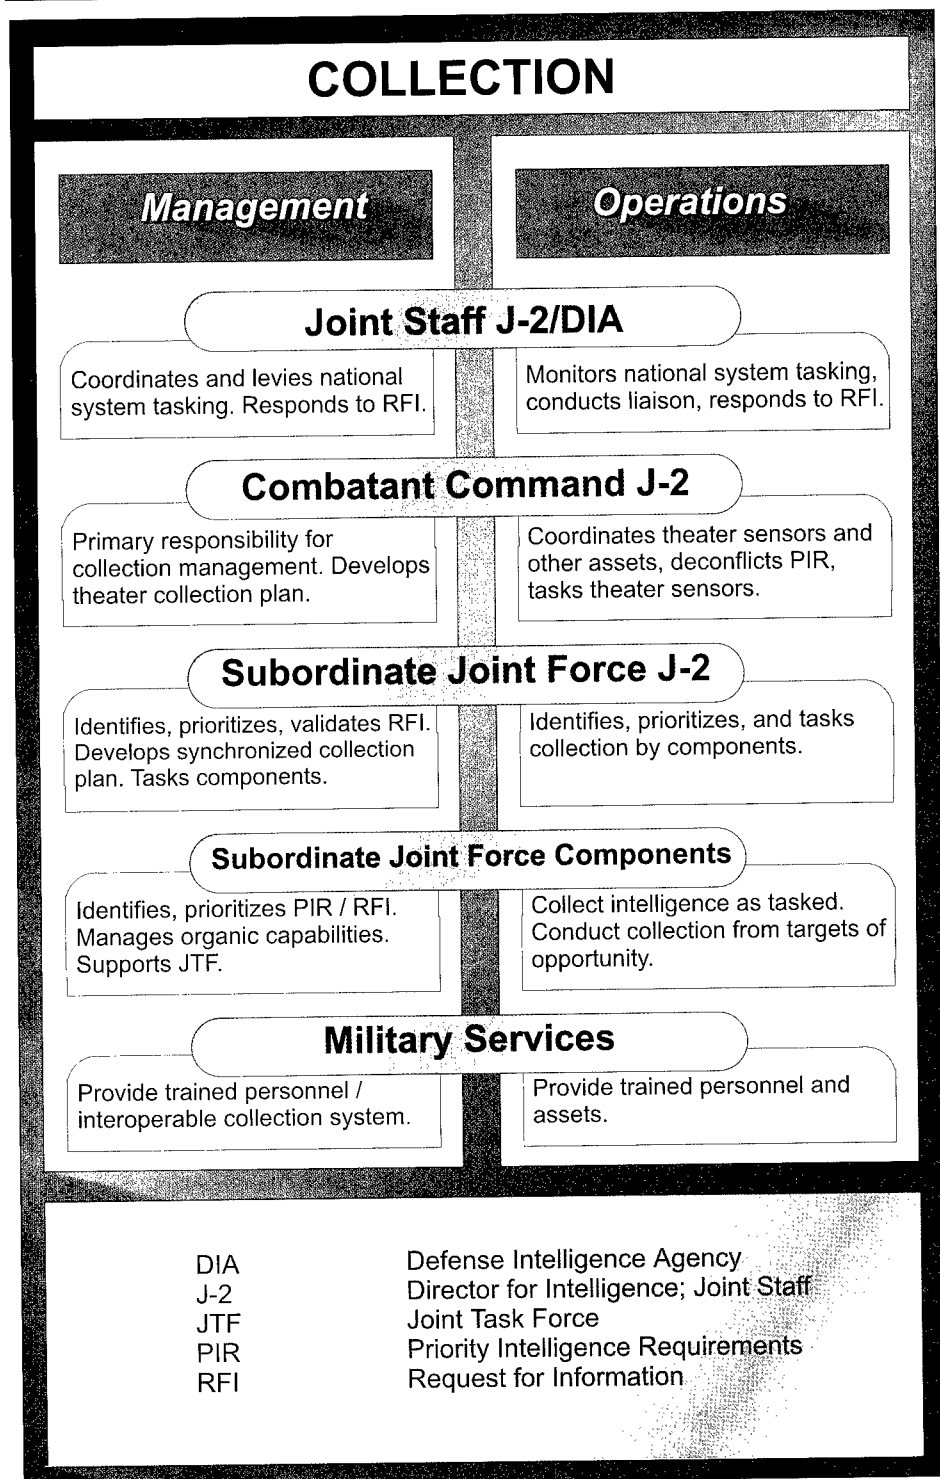 COLLECTION
Management
Operations
Joint Staff J-2/DIA
Coordinates and levies national
system tasking. Responds to RFI.
Monitors national system tasking,
conducts liaison, responds to RFI.
Combatant Command J-2
Primary responsibility for
collection management. Develops
theater collection plan.
Coordinates theater sensors and
other assets, deconflicts PIR,
tasks theater sensors.
Subordinate Joint Force J-2
Identifies, prioritizes, validates RFI.
Develops synchronized collection
plan. Tasks components.
Identifies, prioritizes, and tasks
collection by components.
Subordinate Joint Force Components
Identifies, prioritizes PIR / RFI.
Manages organic capabilities.
Supports JTF.
Collect intelligence as tasked.
Conduct collection from targets of
opportunity.
Military Services
Provide trained personnel /
interoperable collection system.
Provide trained personnel and
assets.
DIA Defense Intelligence Agency
J-2 Director for Intelligence; Joint Staff
JTF Joint Task Force
PIR Priority Intelligence Requirements
RFI Request for Information